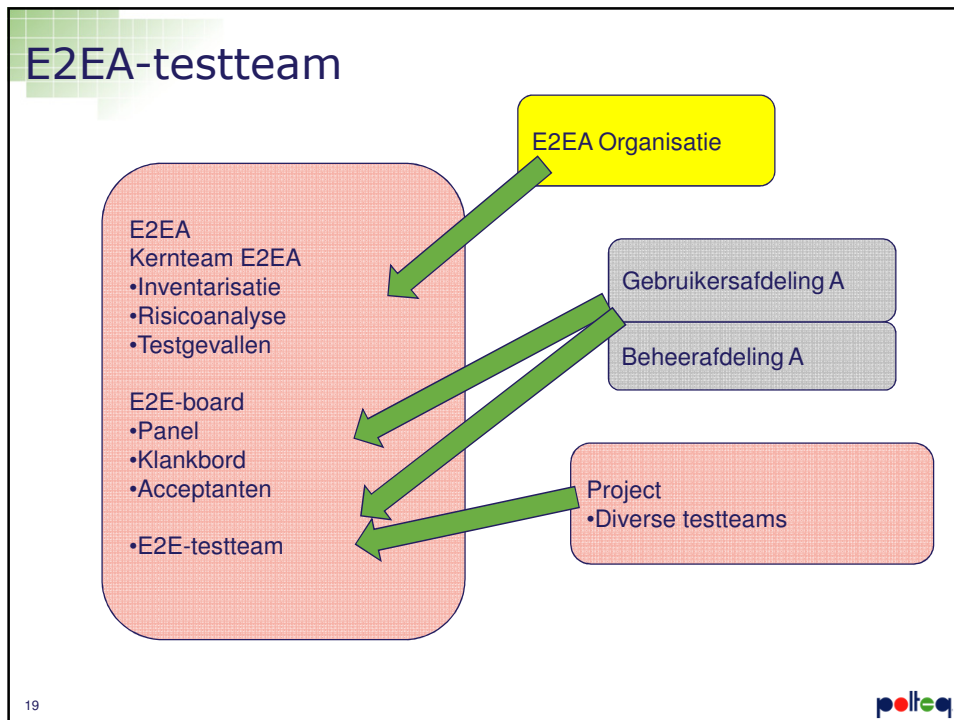 E2EA-testteam
E2EA Organisatie
E2EA
Kernteam E2EA
•Inventarisatie
•Risicoanalyse
•Testgevallen
E2E-board
•Panel
•Klankbord
•Acceptanten
•E2E-testteam
Gebruikersafdeling A
Beheerafdeling A
Project
•Diverse testteams
19
polteq